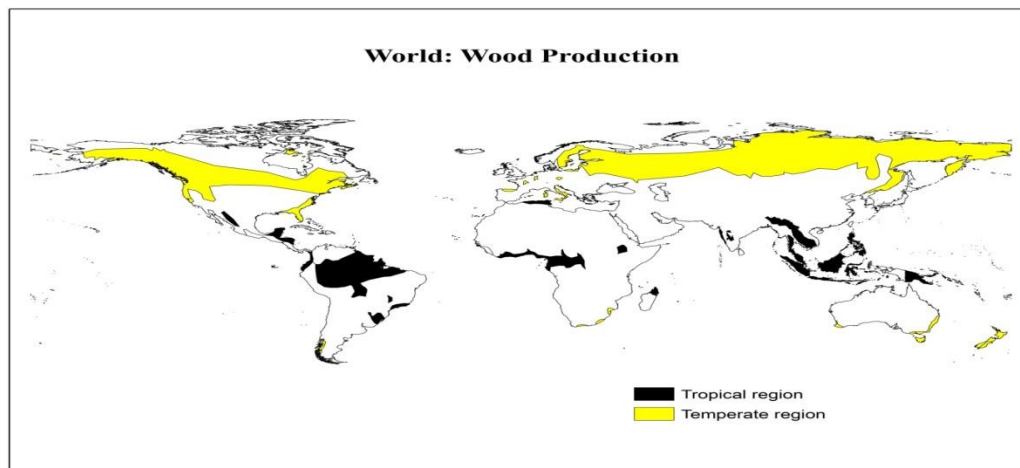 World: Wood Production
Tropical region
Temperate region